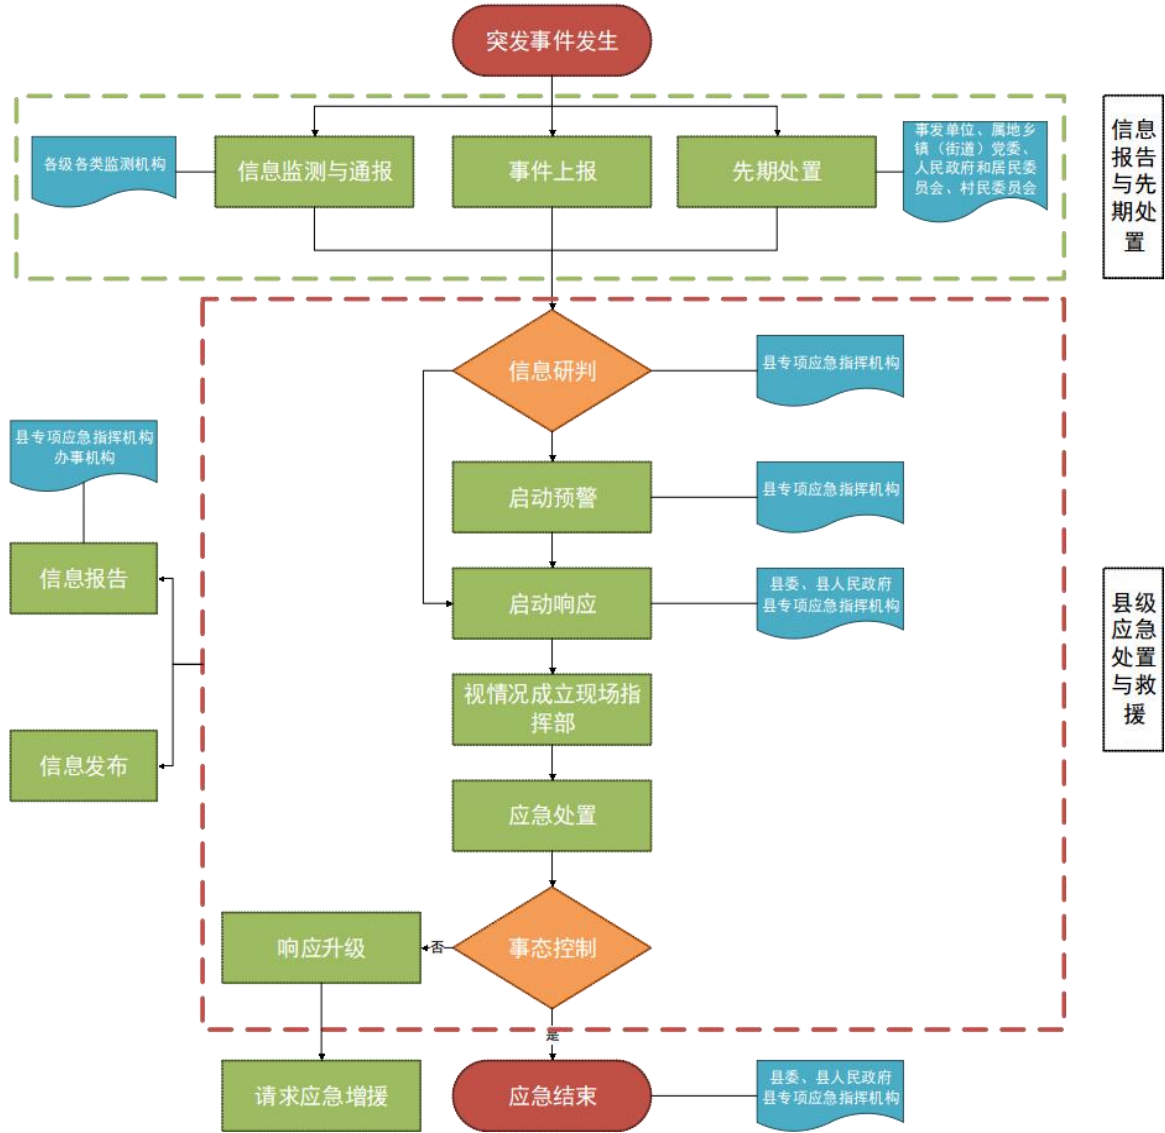 突发事件发生
各级各类监测机构
信息监测与通报
事件上报
先期处置
事发单位、属地乡
镇（街道）党委、
人民政府和居民委
员会、村民委员会
信息
报告
与先
期处
置
信息研判
县专项应急指挥机构
县专项应急指挥机构
办事机构
启动预警
县专项应急指挥机构
信息报告
启动响应
县委、县人民政府
县专项应急指挥机构
县级
应急
处置
与救
援
视情况成立现场指
挥部
信息发布
应急处置
响应升级
否
事态控制
是
请求应急增援
应急结束
县委、县人民政府
县专项应急指挥机构